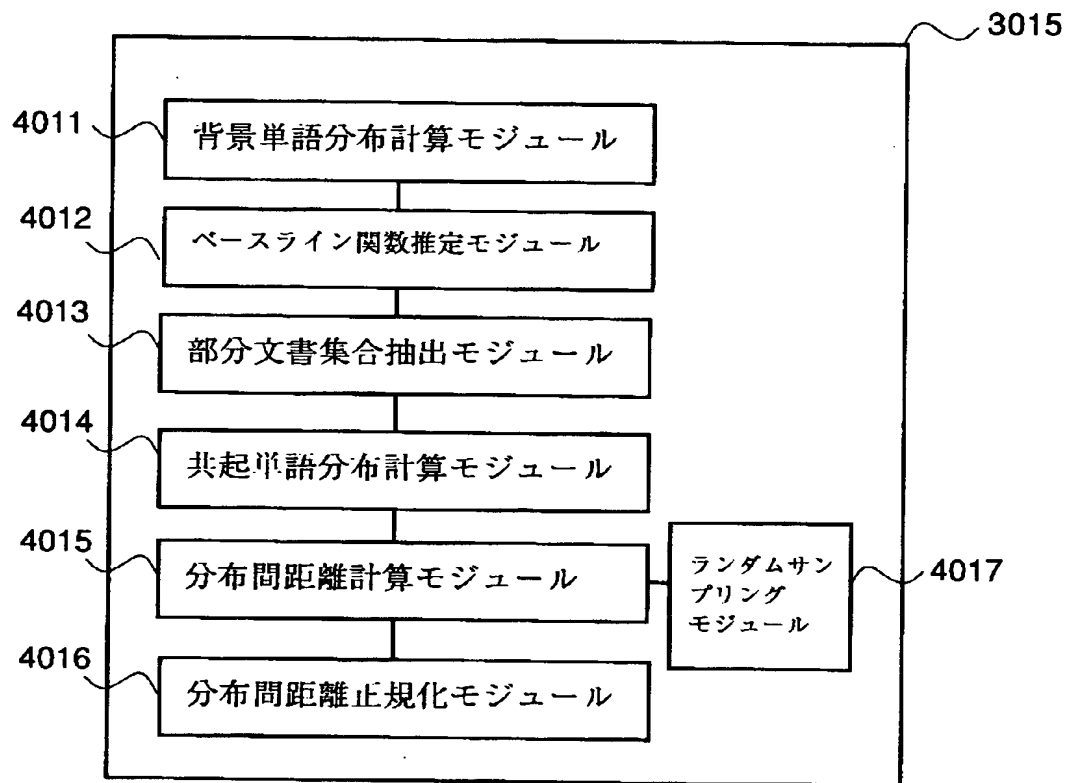 3015
4011
背景単語分布計算モジュール
4012
ベースライン関数推定モジュール
4013
部分文書集合抽出モジュール
4014
共起単語分布計算モジュール
4015
分布間距離計算モジュール
ランダムサン
プリング
モジュール
4017
4016
分布間距離正規化モジュール